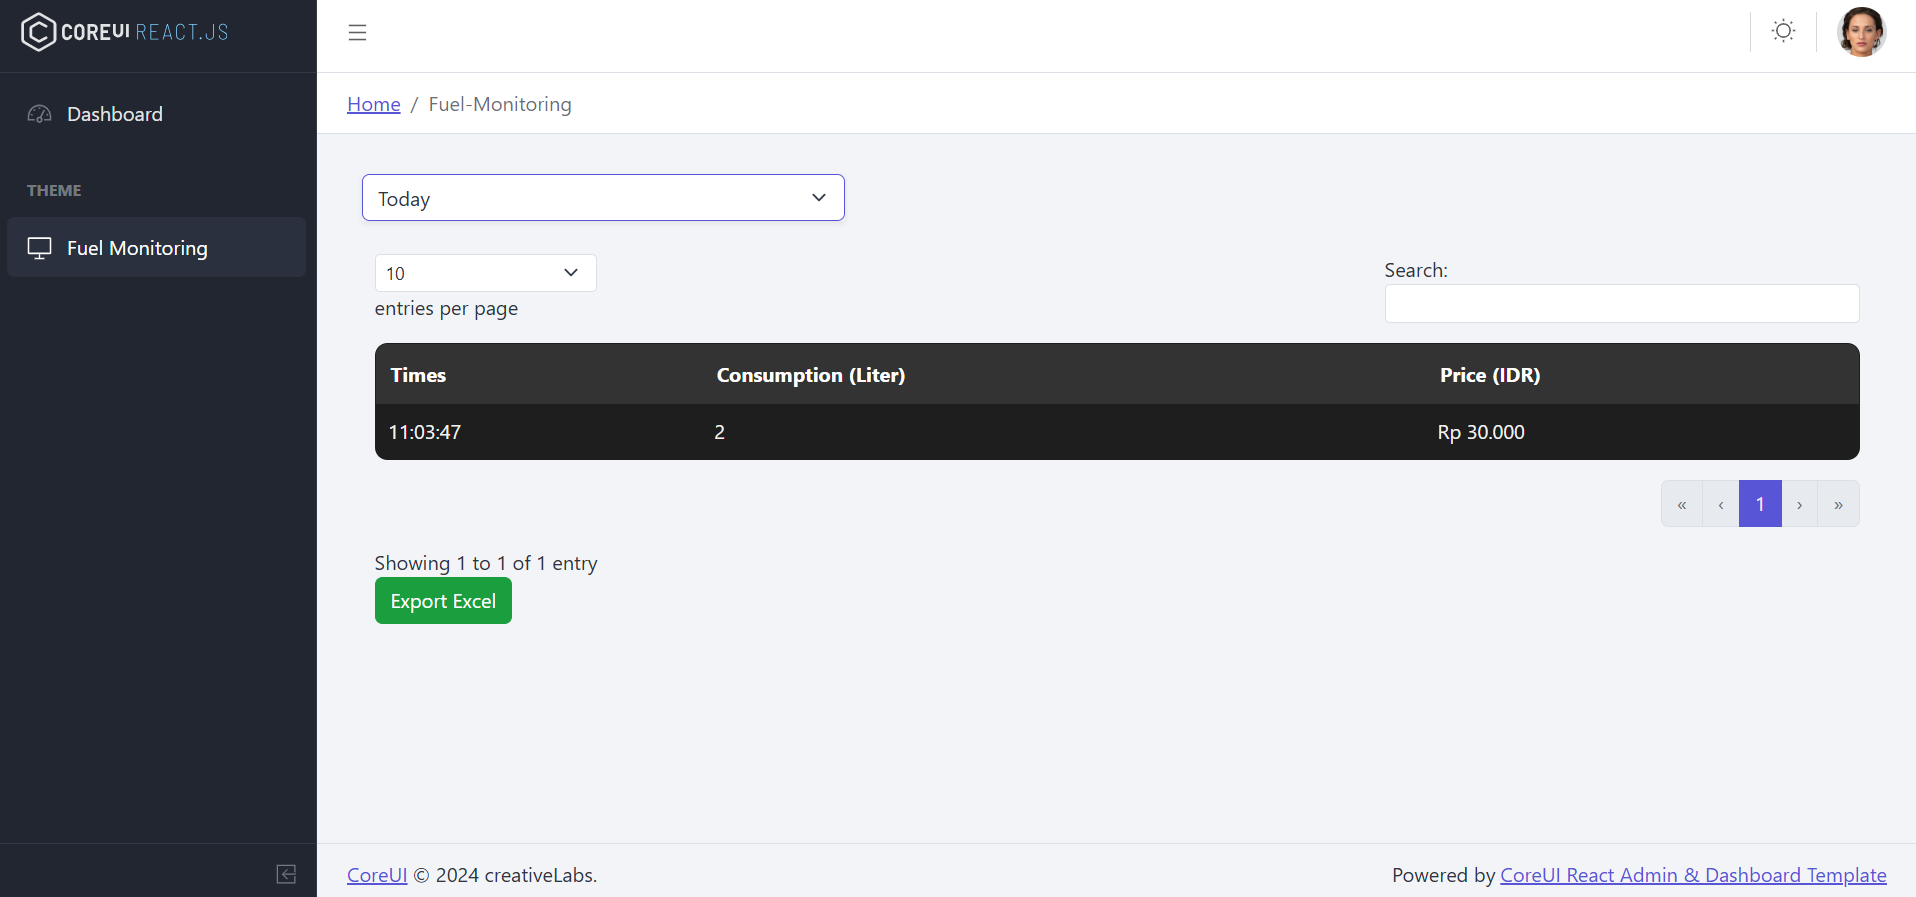 COREUI REACT.JS
Dashboard
THEME
Fuel Monitoring
Home / Fuel-Monitoring
Today
10
entries per page
Search:
Times Consumption (Liter) Price (IDR)
11:03:47 2 Rp 30.000
« ‹ 1 › »
Showing 1 to 1 of 1 entry
Export Excel
CoreUI © 2024 creativeLabs.
Powered by CoreUI React Admin & Dashboard Template